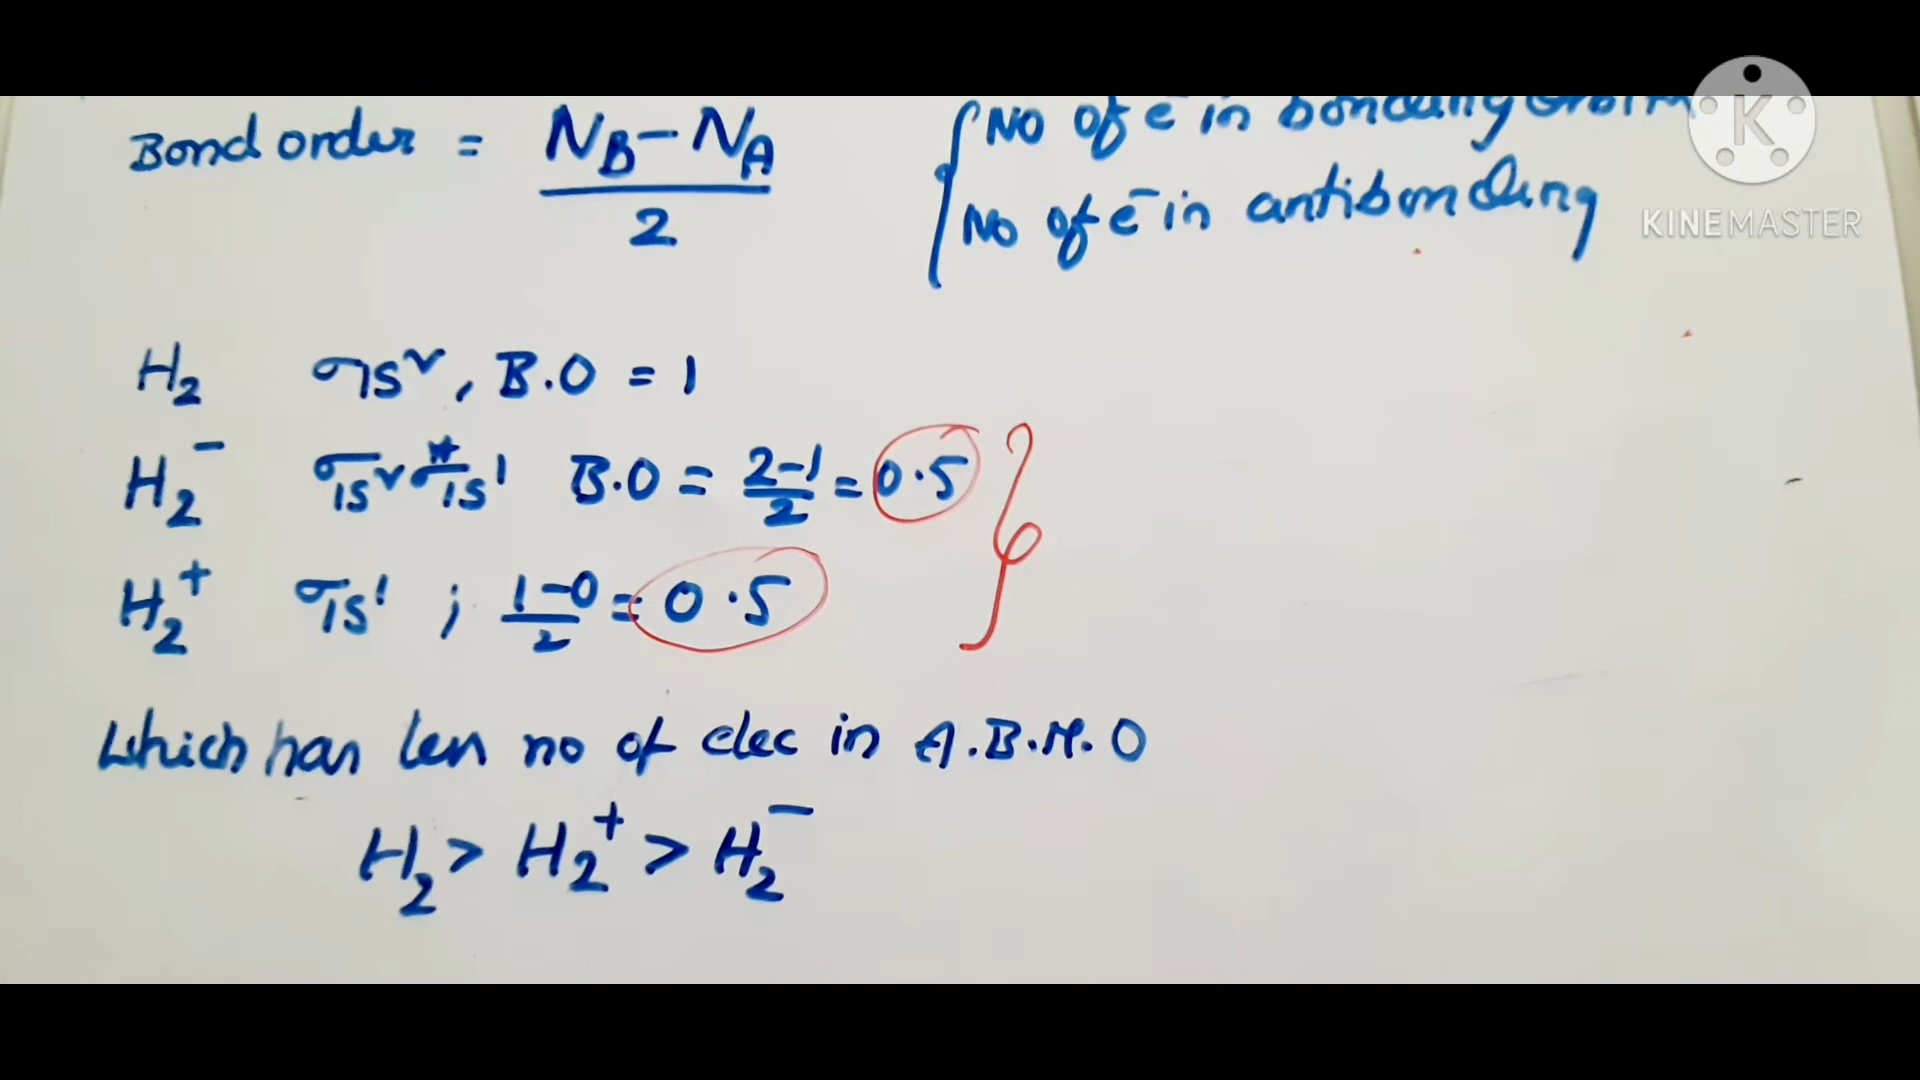 Bond order = N_B - N_A / 2 { No of e⁻ in bonding orbital
No of e⁻ in antibonding
KINEMASTER
H₂ σ1s², B.O = 1
H₂⁻ σ1s² σ*1s¹ B.O = 2-1/2 = 0.5
H₂⁺ σ1s¹ ; 1-0/2 = 0.5
Which has less no of elec in A.B.M.O
H₂ > H₂⁺ > H₂⁻